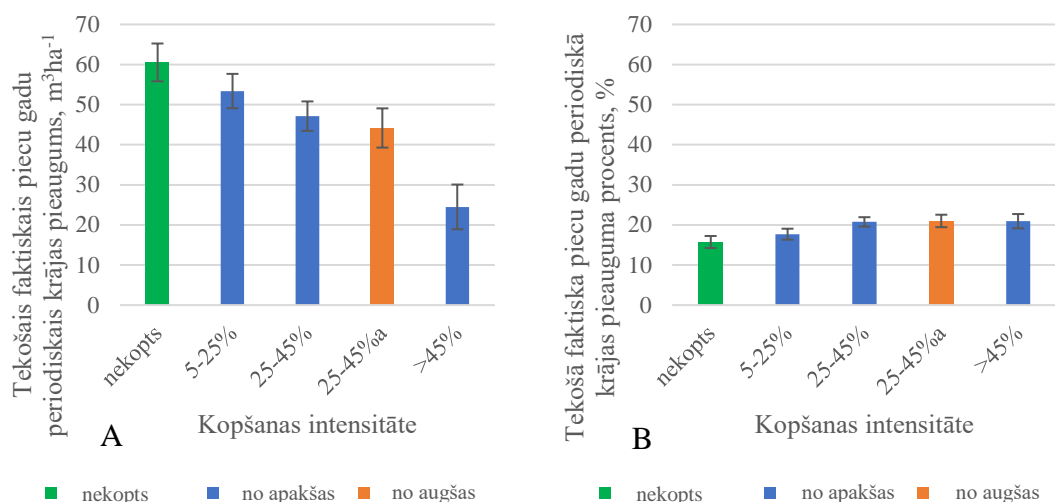 Tekošais faktiskais piecu gadu
periodiskais krājas pieaugums, m³ha⁻¹
70
60
50
40
30
20
10
0
nekopts
5-25%
25-45%
25-45%a
>45%
Kopšanas intensitāte
A
nekopts
no apakšas
no augšas
Tekošā faktiska piecu gadu periodiskā
krājas pieauguma procents, %
70
60
50
40
30
20
10
0
nekopts
5-25%
25-45%
25-45%a
>45%
Kopšanas intensitāte
B
nekopts
no apakšas
no augšas